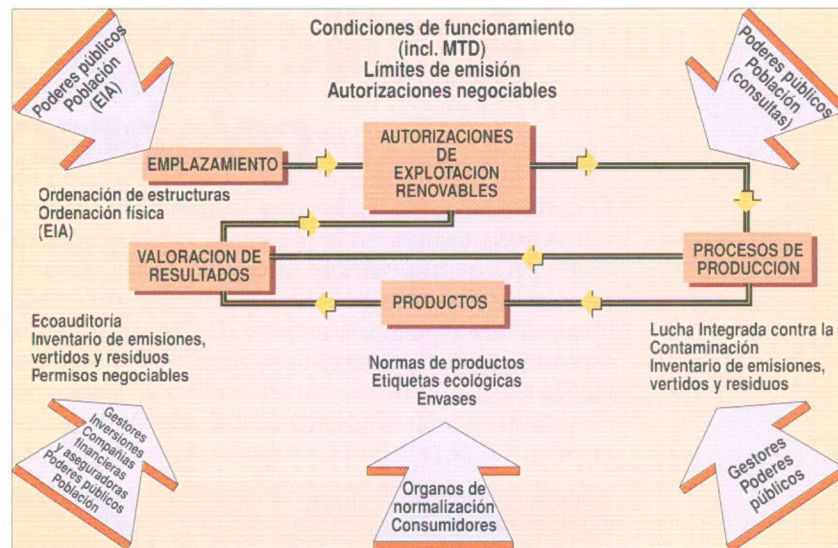 Condiciones de funcionamiento
(incl. MTD)
Límites de emisión
Autorizaciones negociables
Poderes públicos
Población
(EIA)
Poderes públicos
Población
(consultas)
EMPLAZAMIENTO
AUTORIZACIONES
DE
EXPLOTACION
RENOVABLES
Ordenación de estructuras
Ordenación física
(EIA)
VALORACION DE
RESULTADOS
PROCESOS DE
PRODUCCION
PRODUCTOS
Ecoauditoría
Inventario de emisiones,
vertidos y residuos
Permisos negociables
Normas de productos
Etiquetas ecológicas
Envases
Lucha Integrada contra la
Contaminación
Inventario de emisiones,
vertidos y residuos
Gestores
Inversiones
Compañías
financieras
y aseguradoras
Poderes públicos
Población
Organos de
normalización
Consumidores
Gestores
Poderes
públicos